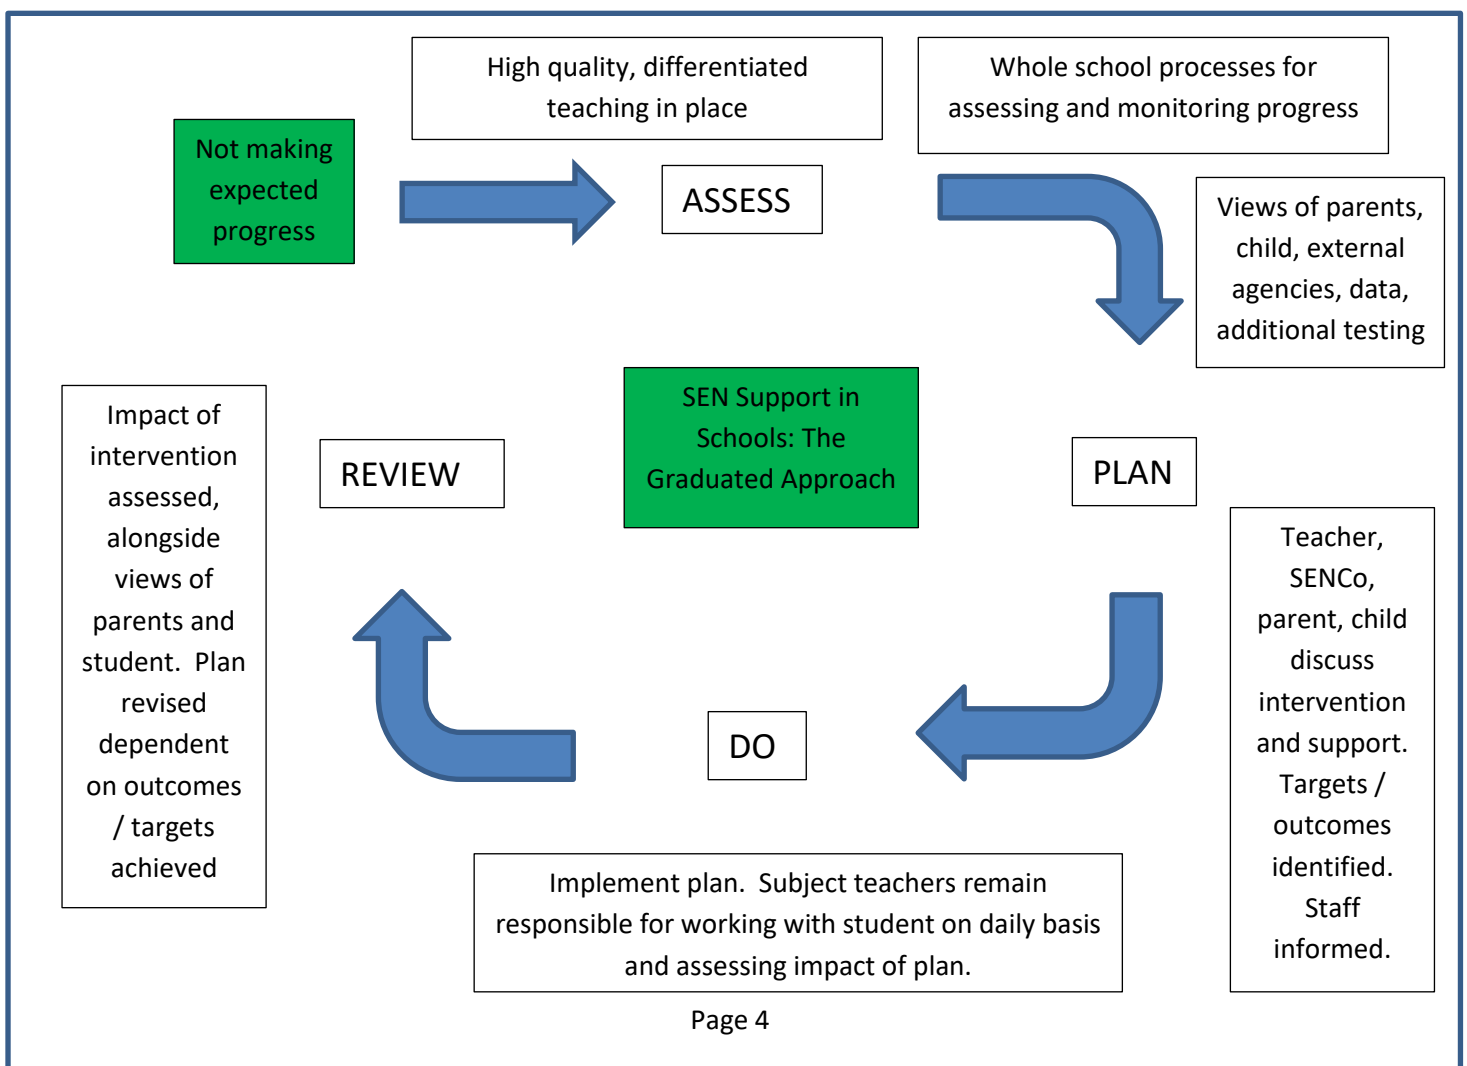 High quality, differentiated
teaching in place
Whole school processes for
assessing and monitoring progress
Not making
expected
progress
ASSESS
Views of parents,
child, external
agencies, data,
additional testing
SEN Support in
Schools: The
Graduated Approach
PLAN
Teacher,
SENCo,
parent, child
discuss
intervention
and support.
Targets /
outcomes
identified.
Staff
informed.
DO
Implement plan.  Subject teachers remain
responsible for working with student on daily basis
and assessing impact of plan.
REVIEW
Impact of
intervention
assessed,
alongside
views of
parents and
student.  Plan
revised
dependent
on outcomes
/ targets
achieved
Page 4